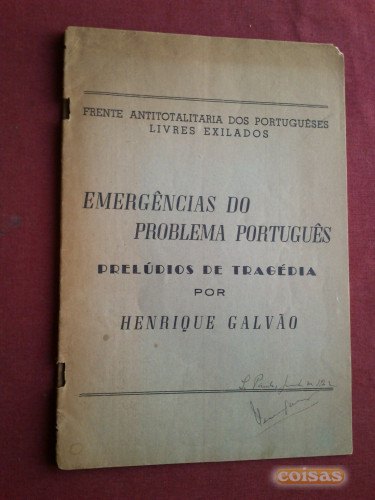 FRENTE ANTITOTALITARIA DOS PORTUGUÊSES
LIVRES EXILADOS
EMERGÊNCIAS DO
PROBLEMA PORTUGUÊS
PRELÚDIOS DE TRAGÉDIA
POR
HENRIQUE GALVÃO
coisas